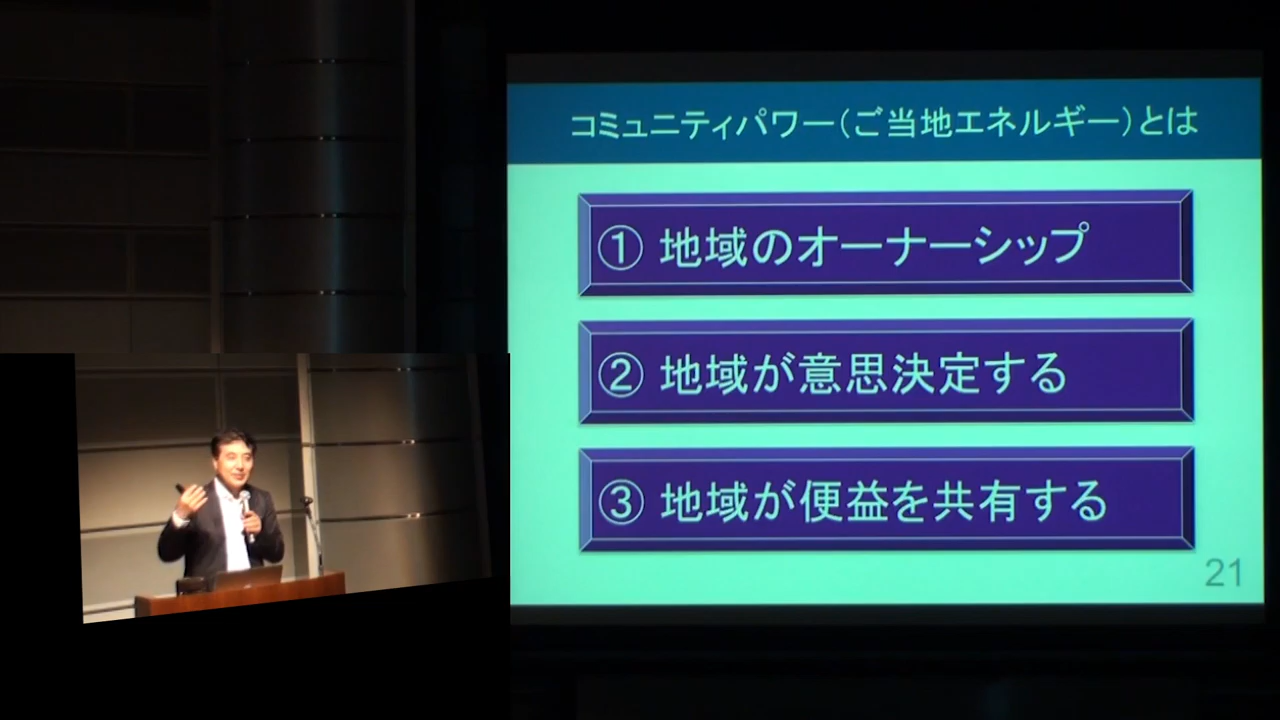 コミュニティパワー（ご当地エネルギー）とは
① 地域のオーナーシップ
② 地域が意思決定する
③ 地域が便益を共有する
21